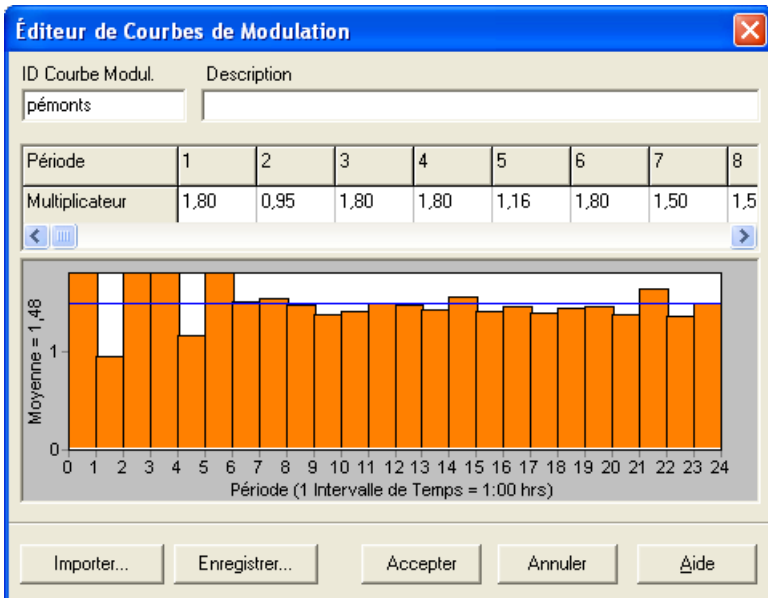 Éditeur de Courbes de Modulation
ID Courbe Modul. Description
pémonts
Période 1 2 3 4 5 6 7 8
Multiplicateur 1,80 0,95 1,80 1,80 1,16 1,80 1,50 1,5
Moyenne = 1,48
1
0
0 1 2 3 4 5 6 7 8 9 10 11 12 13 14 15 16 17 18 19 20 21 22 23 24
Période (1 Intervalle de Temps = 1:00 hrs)
Importer... Enregistrer... Accepter Annuler Aide